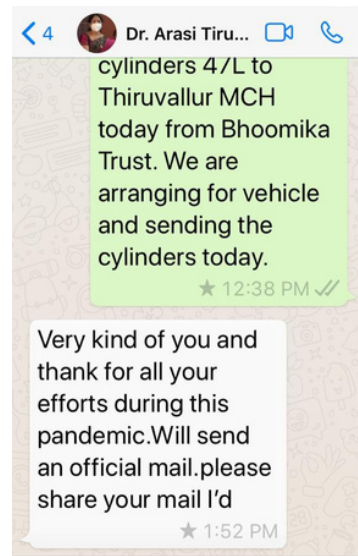 4 Dr. Arasi Tiru...
cylinders 47L to
Thiruvallur MCH
today from Bhoomika
Trust. We are
arranging for vehicle
and sending the
cylinders today.
12:38 PM
Very kind of you and
thank for all your
efforts during this
pandemic.Will send
an official mail.please
share your mail I'd
1:52 PM